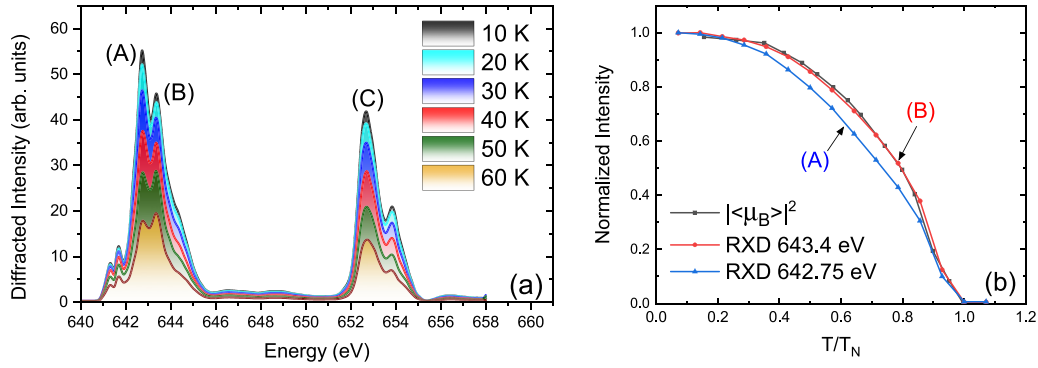 60
50
40
30
20
10
0
Diffracted Intensity (arb. units)
(A)
(B)
(C)
10 K
20 K
30 K
40 K
50 K
60 K
(a)
640 642 644 646 648 650 652 654 656 658 660
Energy (eV)
1.0
0.8
0.6
0.4
0.2
0.0
Normalized Intensity
(B)
(A)
|<μ_B>|²
RXD 643.4 eV
RXD 642.75 eV
(b)
0.0 0.2 0.4 0.6 0.8 1.0 1.2
T/T_N